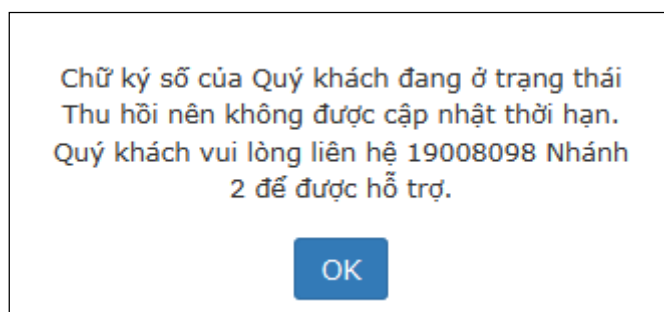 Chữ ký số của Quý khách đang ở trạng thái
Thu hồi nên không được cập nhật thời hạn.
Quý khách vui lòng liên hệ 19008098 Nhánh
2 để được hỗ trợ.
OK